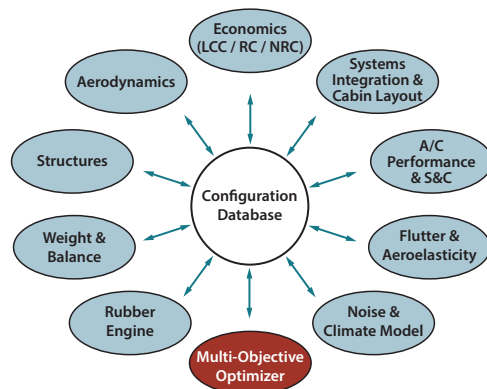 Economics
(LCC / RC / NRC)
Systems
Integration &
Cabin Layout
A/C
Performance
& S&C
Flutter &
Aeroelasticity
Noise &
Climate Model
Multi-Objective
Optimizer
Rubber
Engine
Weight &
Balance
Structures
Aerodynamics
Configuration
Database